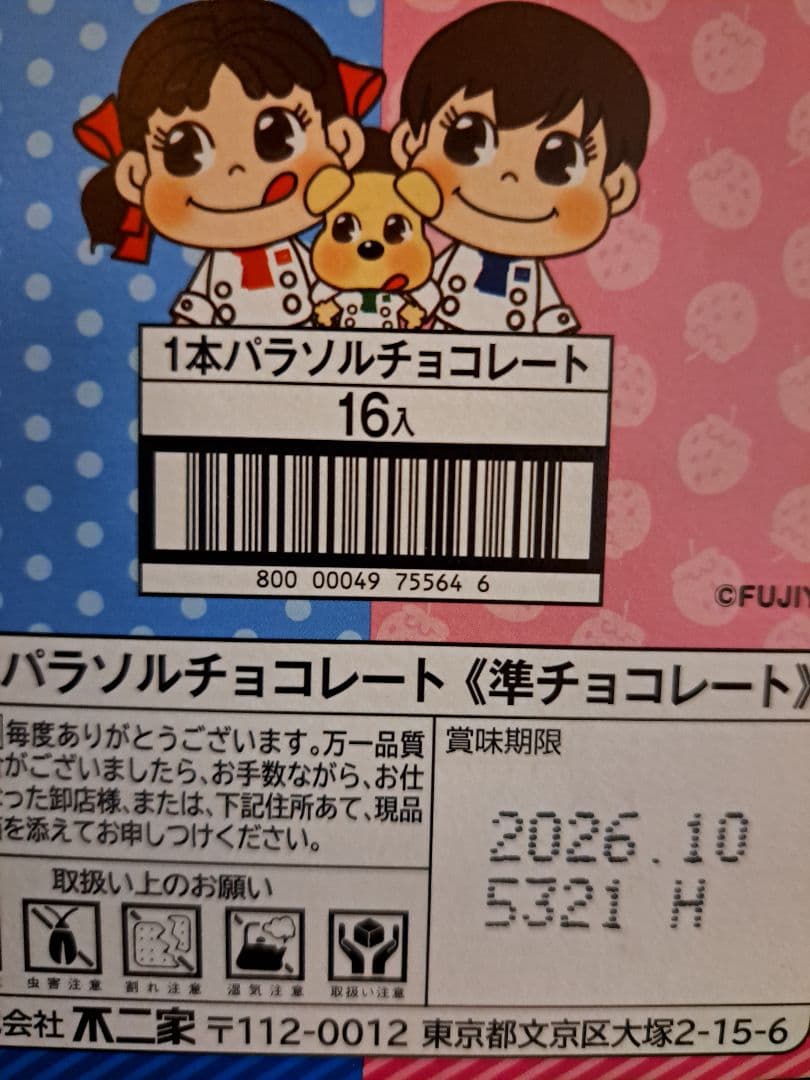 1本パラソルチョコレート
16入
800 00049 75564 6
©FUJIY
パラソルチョコレート《準チョコレート》
毎度ありがとうございます。万一品質
がございましたら、お手数ながら、お仕
った卸店様、または、下記住所あて、現品
を添えてお申しつけください。
賞味期限
2026.10
5321 H
取扱い上のお願い
虫害注意 割れ注意 湿気注意 取扱い注意
会社 不二家 〒112-0012 東京都文京区大塚2-15-6